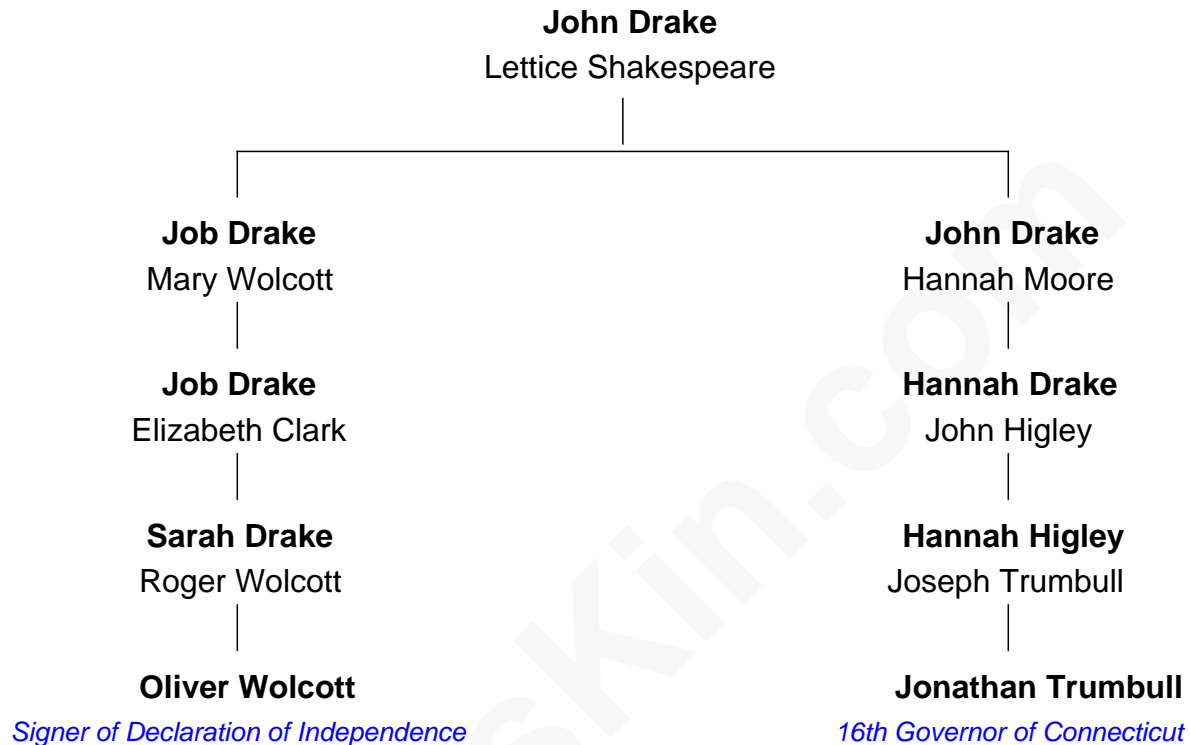 John Drake
Lettice Shakespeare
Job Drake
Mary Wolcott
John Drake
Hannah Moore
Job Drake
Elizabeth Clark
Hannah Drake
John Higley
Sarah Drake
Roger Wolcott
Hannah Higley
Joseph Trumbull
Oliver Wolcott
Signer of Declaration of Independence
Jonathan Trumbull
16th Governor of Connecticut
sKin.com